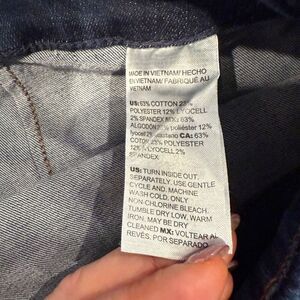 MADE IN VIETNAM/ HECHO
EN VIETNAM/ FABRIQUÉ AU
VIETNAM
US: 63% COTTON 23%
POLYESTER 12% LYOCELL
2% SPANDEX MX: 63%
ALGODÓN 23% poliéster 12%
lyocell 2% elastano CA: 63%
COTON 23% POLYESTER
12% LYOCELL 2%
SPANDEX
US: TURN INSIDE OUT.
SEPARATELY. USE GENTLE
CYCLE AND. MACHINE
WASH COLD. ONLY
NON-CHLORINE BLEACH.
TUMBLE DRY LOW, WARM
IRON, MAY BE DRY
CLEANED MX: VOLTEAR AL
REVÉS, POR SEPARADO